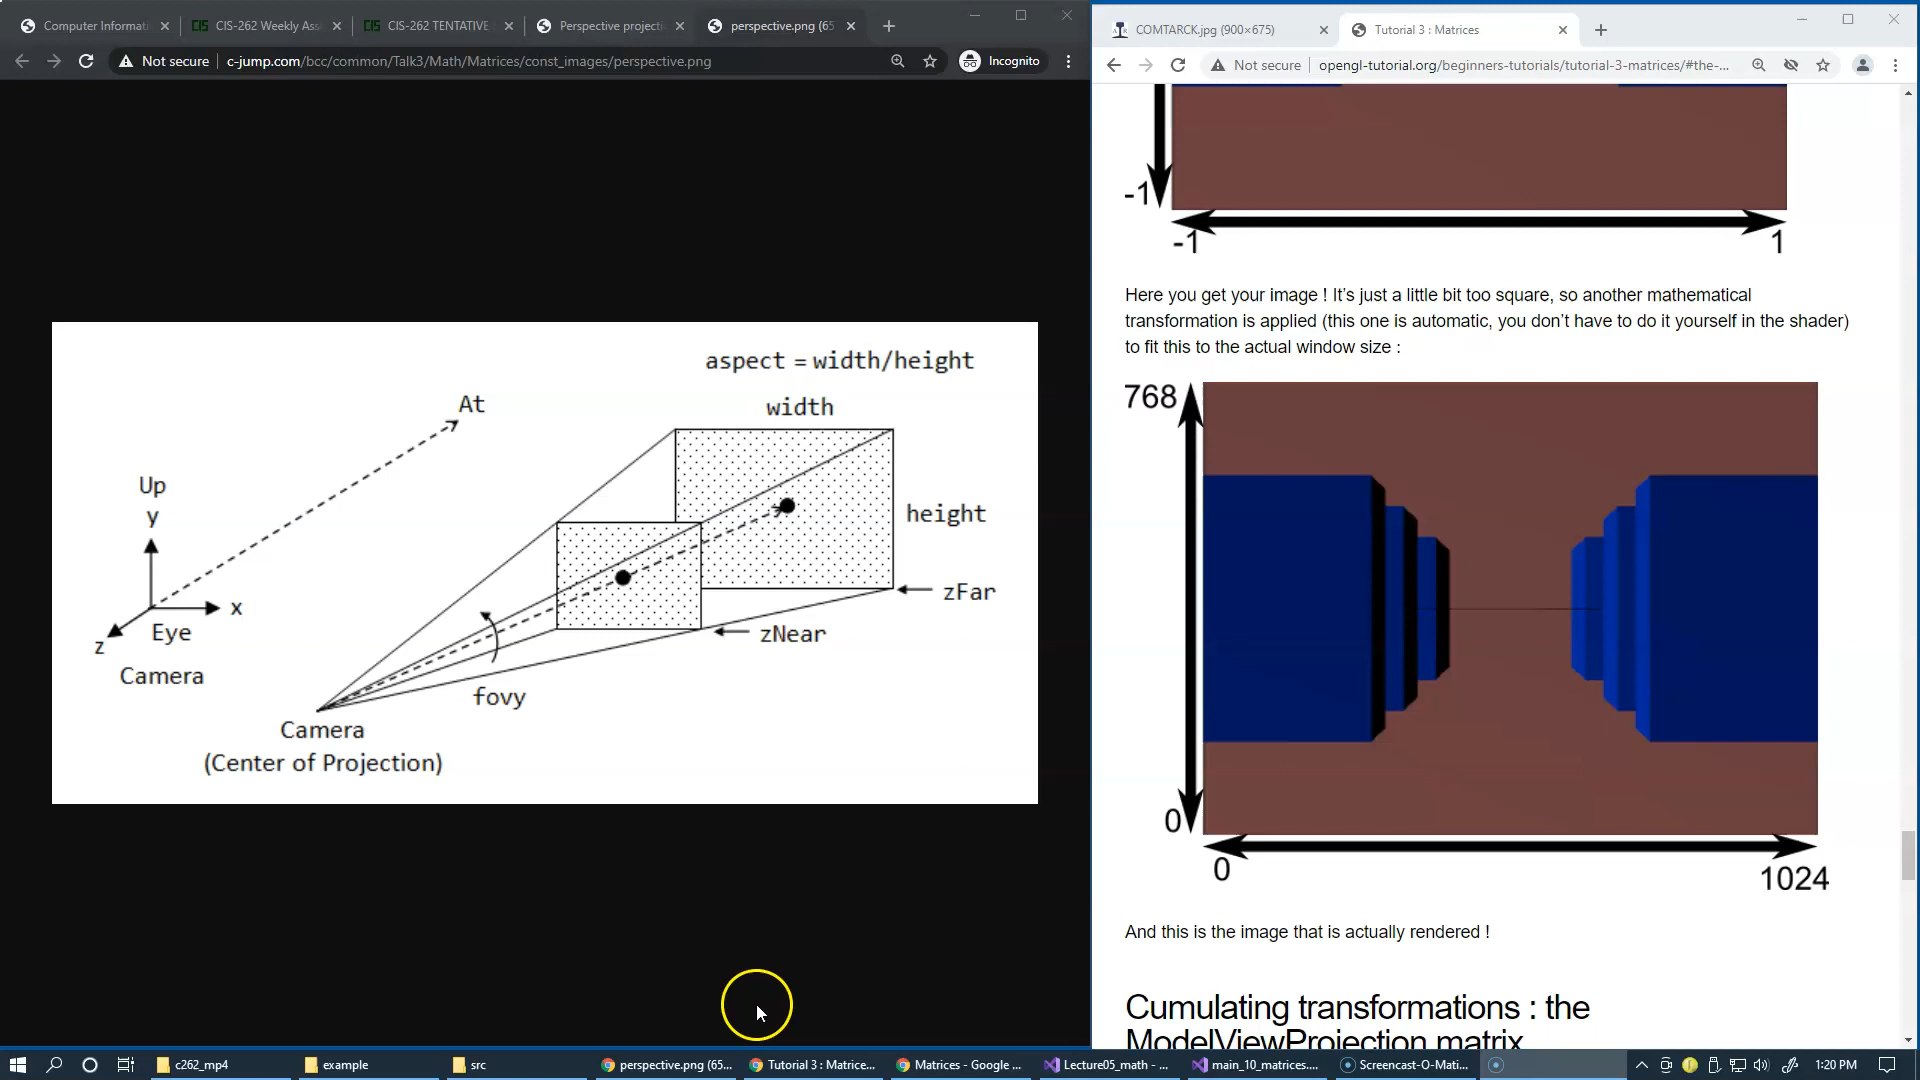 Computer Informati
CIS-262 Weekly Ass
CIS-262 TENTATIVE
Perspective projecti
perspective.png (65
Not secure
c-jump.com/bcc/common/Talk3/Math/Matrices/const_images/perspective.png
Incognito
aspect = width/height
width
At
Up
y
height
x
zFar
z
Eye
zNear
Camera
fovy
Camera
(Center of Projection)
COMTARCK.jpg (900×675)
Tutorial 3 : Matrices
Not secure
opengl-tutorial.org/beginners-tutorials/tutorial-3-matrices/#the-...
-1
-1
1
Here you get your image ! It’s just a little bit too square, so another mathematical
transformation is applied (this one is automatic, you don’t have to do it yourself in the shader)
to fit this to the actual window size :
768
0
0
1024
And this is the image that is actually rendered !
Cumulating transformations : the
ModelViewProjection matrix
c262_mp4
example
src
perspective.png (65...
Tutorial 3 : Matrice...
Matrices - Google ...
Lecture05_math - ...
main_10_matrices....
Screencast-O-Mati...
1:20 PM